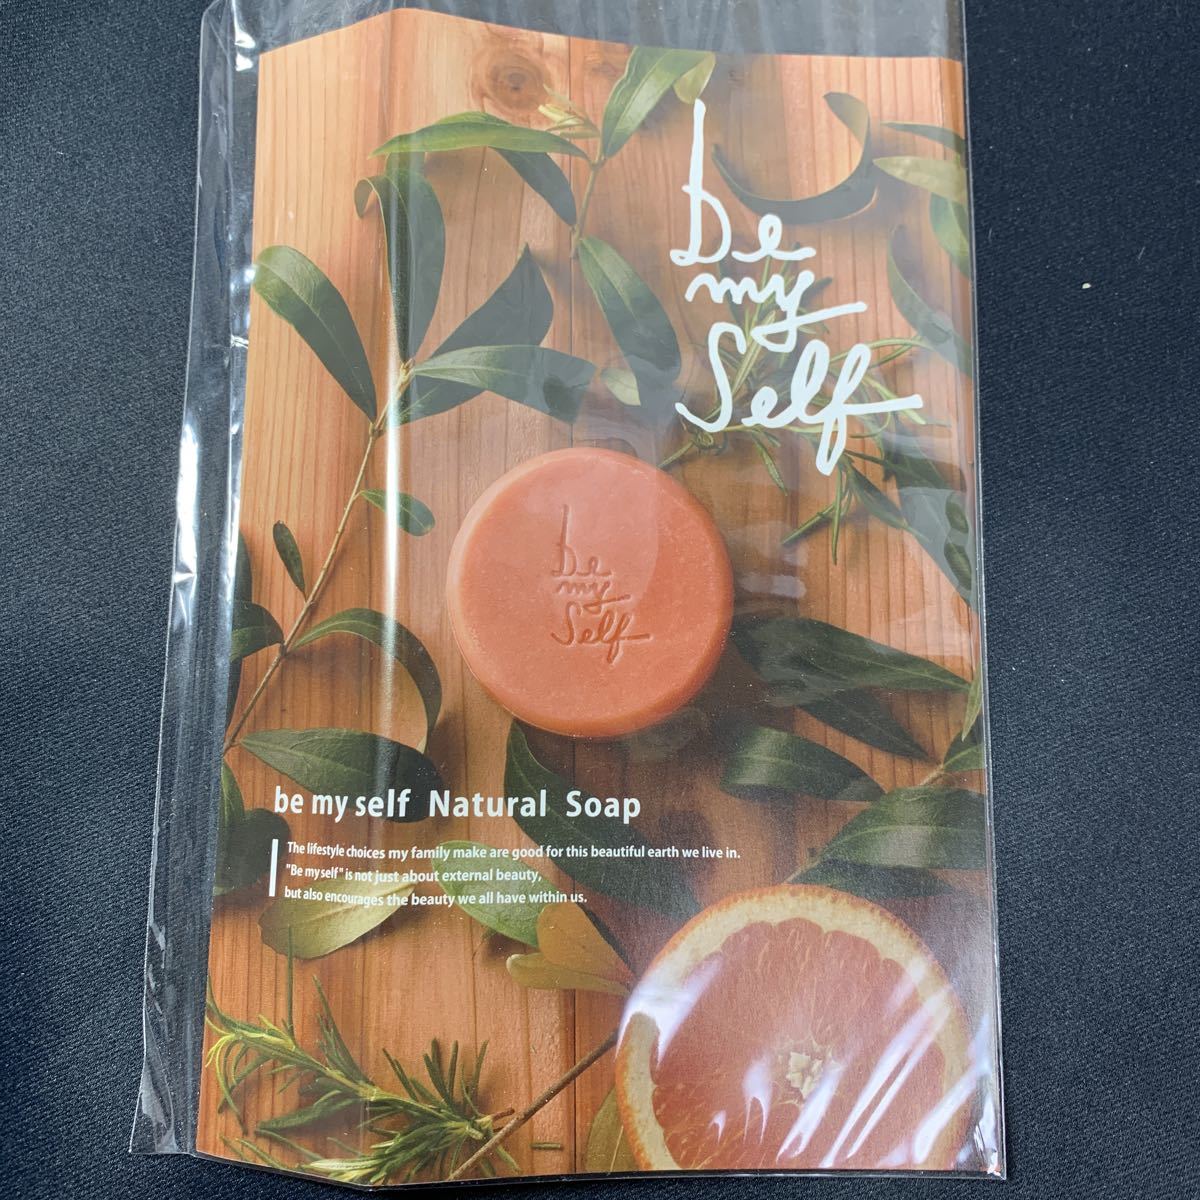 be
my
Self
be
my
Self
be my self Natural Soap
The lifestyle choices my family make are good for this beautiful earth we live in.
"Be my self" is not just about external beauty,
but also encourages the beauty we all have within us.